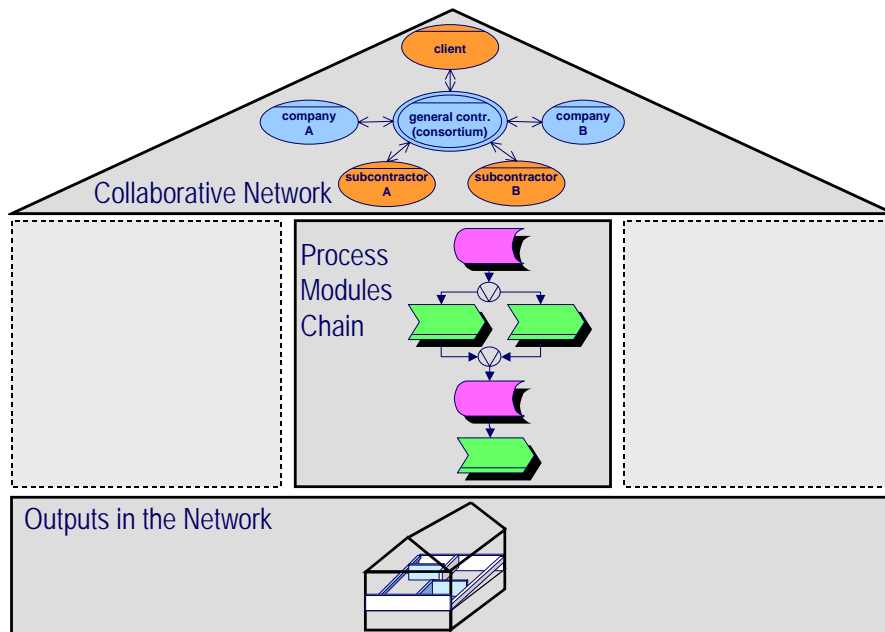 client
company
A
general contr.
(consortium)
company
B
subcontractor
A
subcontractor
B
Collaborative Network
Process
Modules
Chain
Outputs in the Network